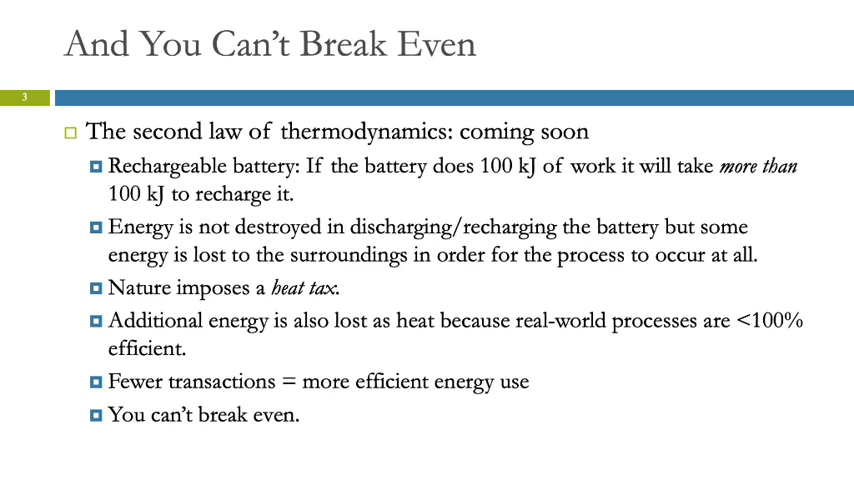 And You Can’t Break Even
3
The second law of thermodynamics: coming soon
Rechargeable battery: If the battery does 100 kJ of work it will take more than
100 kJ to recharge it.
Energy is not destroyed in discharging/recharging the battery but some
energy is lost to the surroundings in order for the process to occur at all.
Nature imposes a heat tax.
Additional energy is also lost as heat because real-world processes are <100%
efficient.
Fewer transactions = more efficient energy use
You can’t break even.